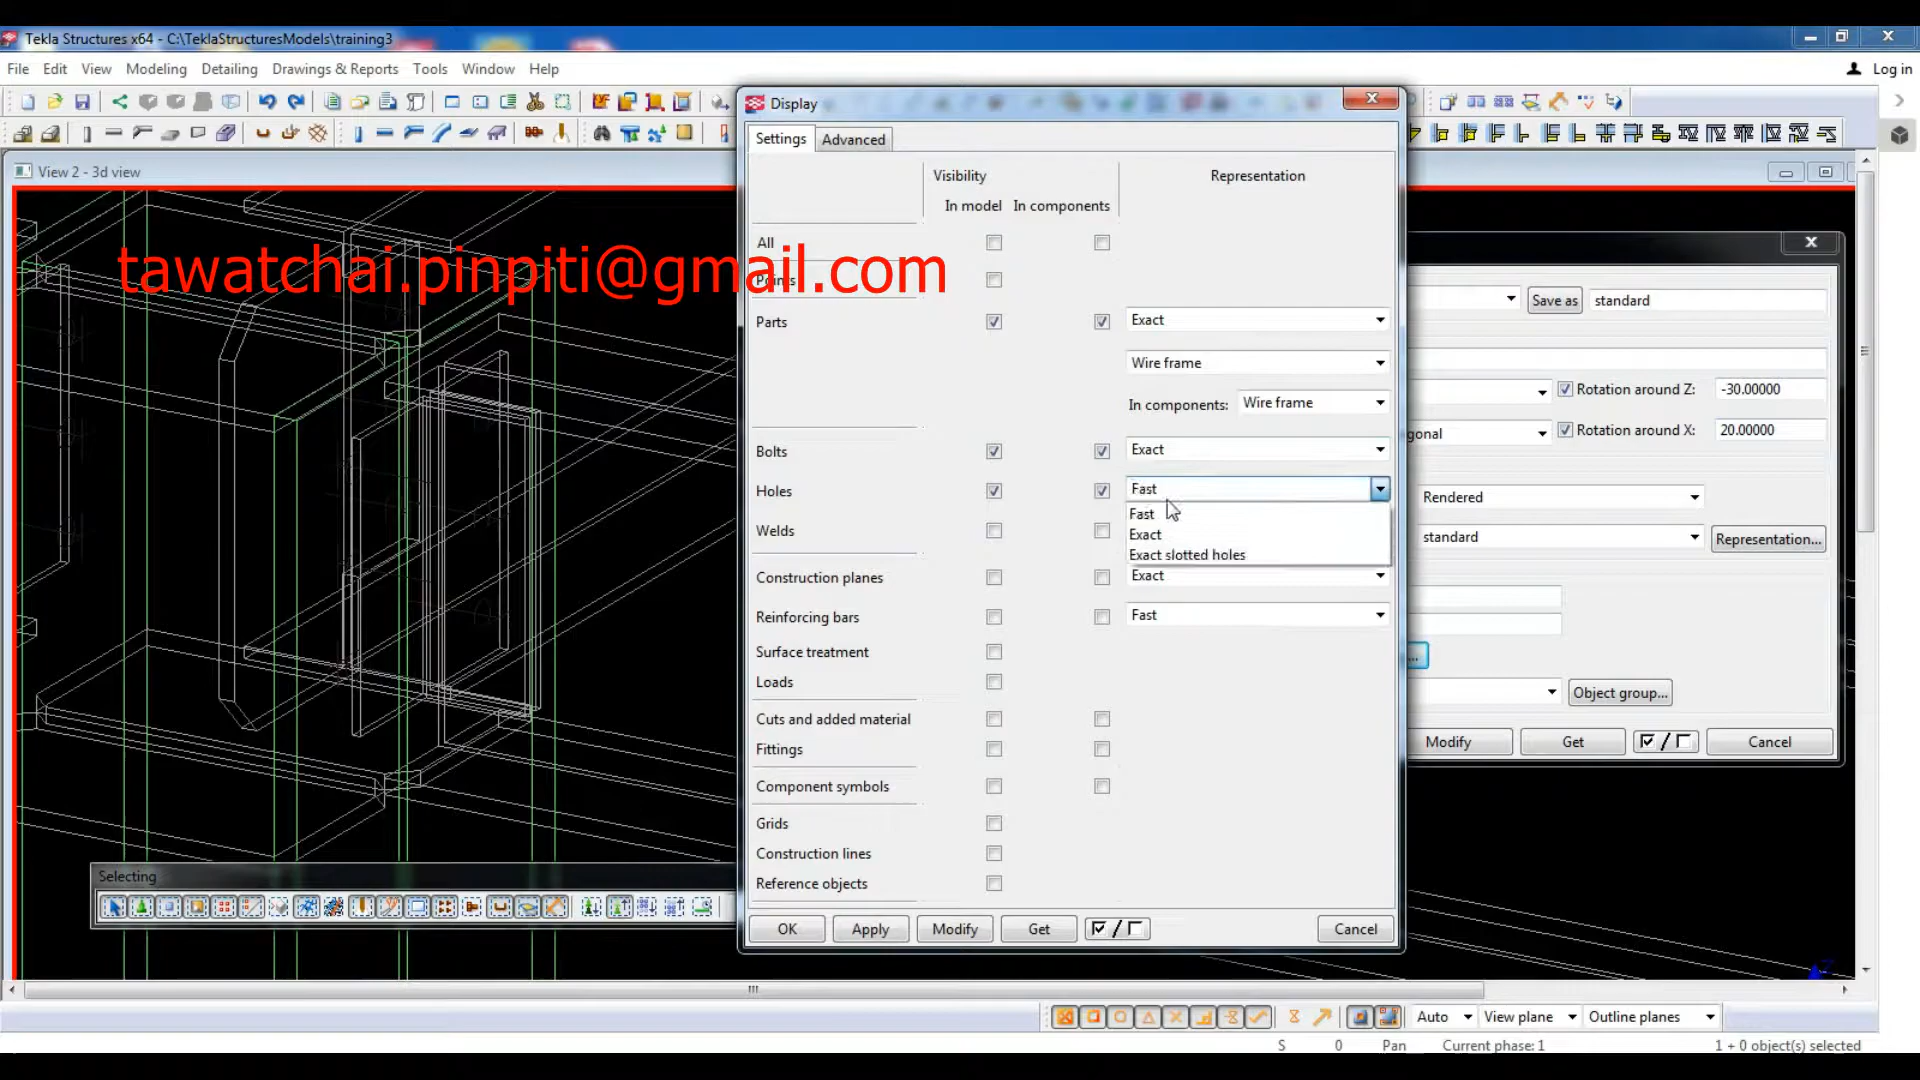 Tekla Structures x64 - C:\TeklaStructuresModels\training3
File Edit View Modeling Detailing Drawings & Reports Tools Window Help
Log in
View 2 - 3d view
tawatchai.pinpiti@gmail.com
Display
Settings Advanced
Visibility Representation
In model In components
All
Points
Parts Exact
Wire frame
In components: Wire frame
Bolts Exact
Holes Fast
Fast
Welds
Exact
Exact slotted holes
Construction planes Exact
Reinforcing bars Fast
Surface treatment
Loads
Cuts and added material
Fittings
Component symbols
Grids
Construction lines
Reference objects
OK Apply Modify Get / Cancel
Save as standard
Rotation around Z: -30.00000
Rotation around X: 20.00000
Rendered
standard Representation...
Object group...
Modify Get / Cancel
Selecting
Auto View plane Outline planes
S 0 Pan Current phase: 1 1 + 0 object(s) selected